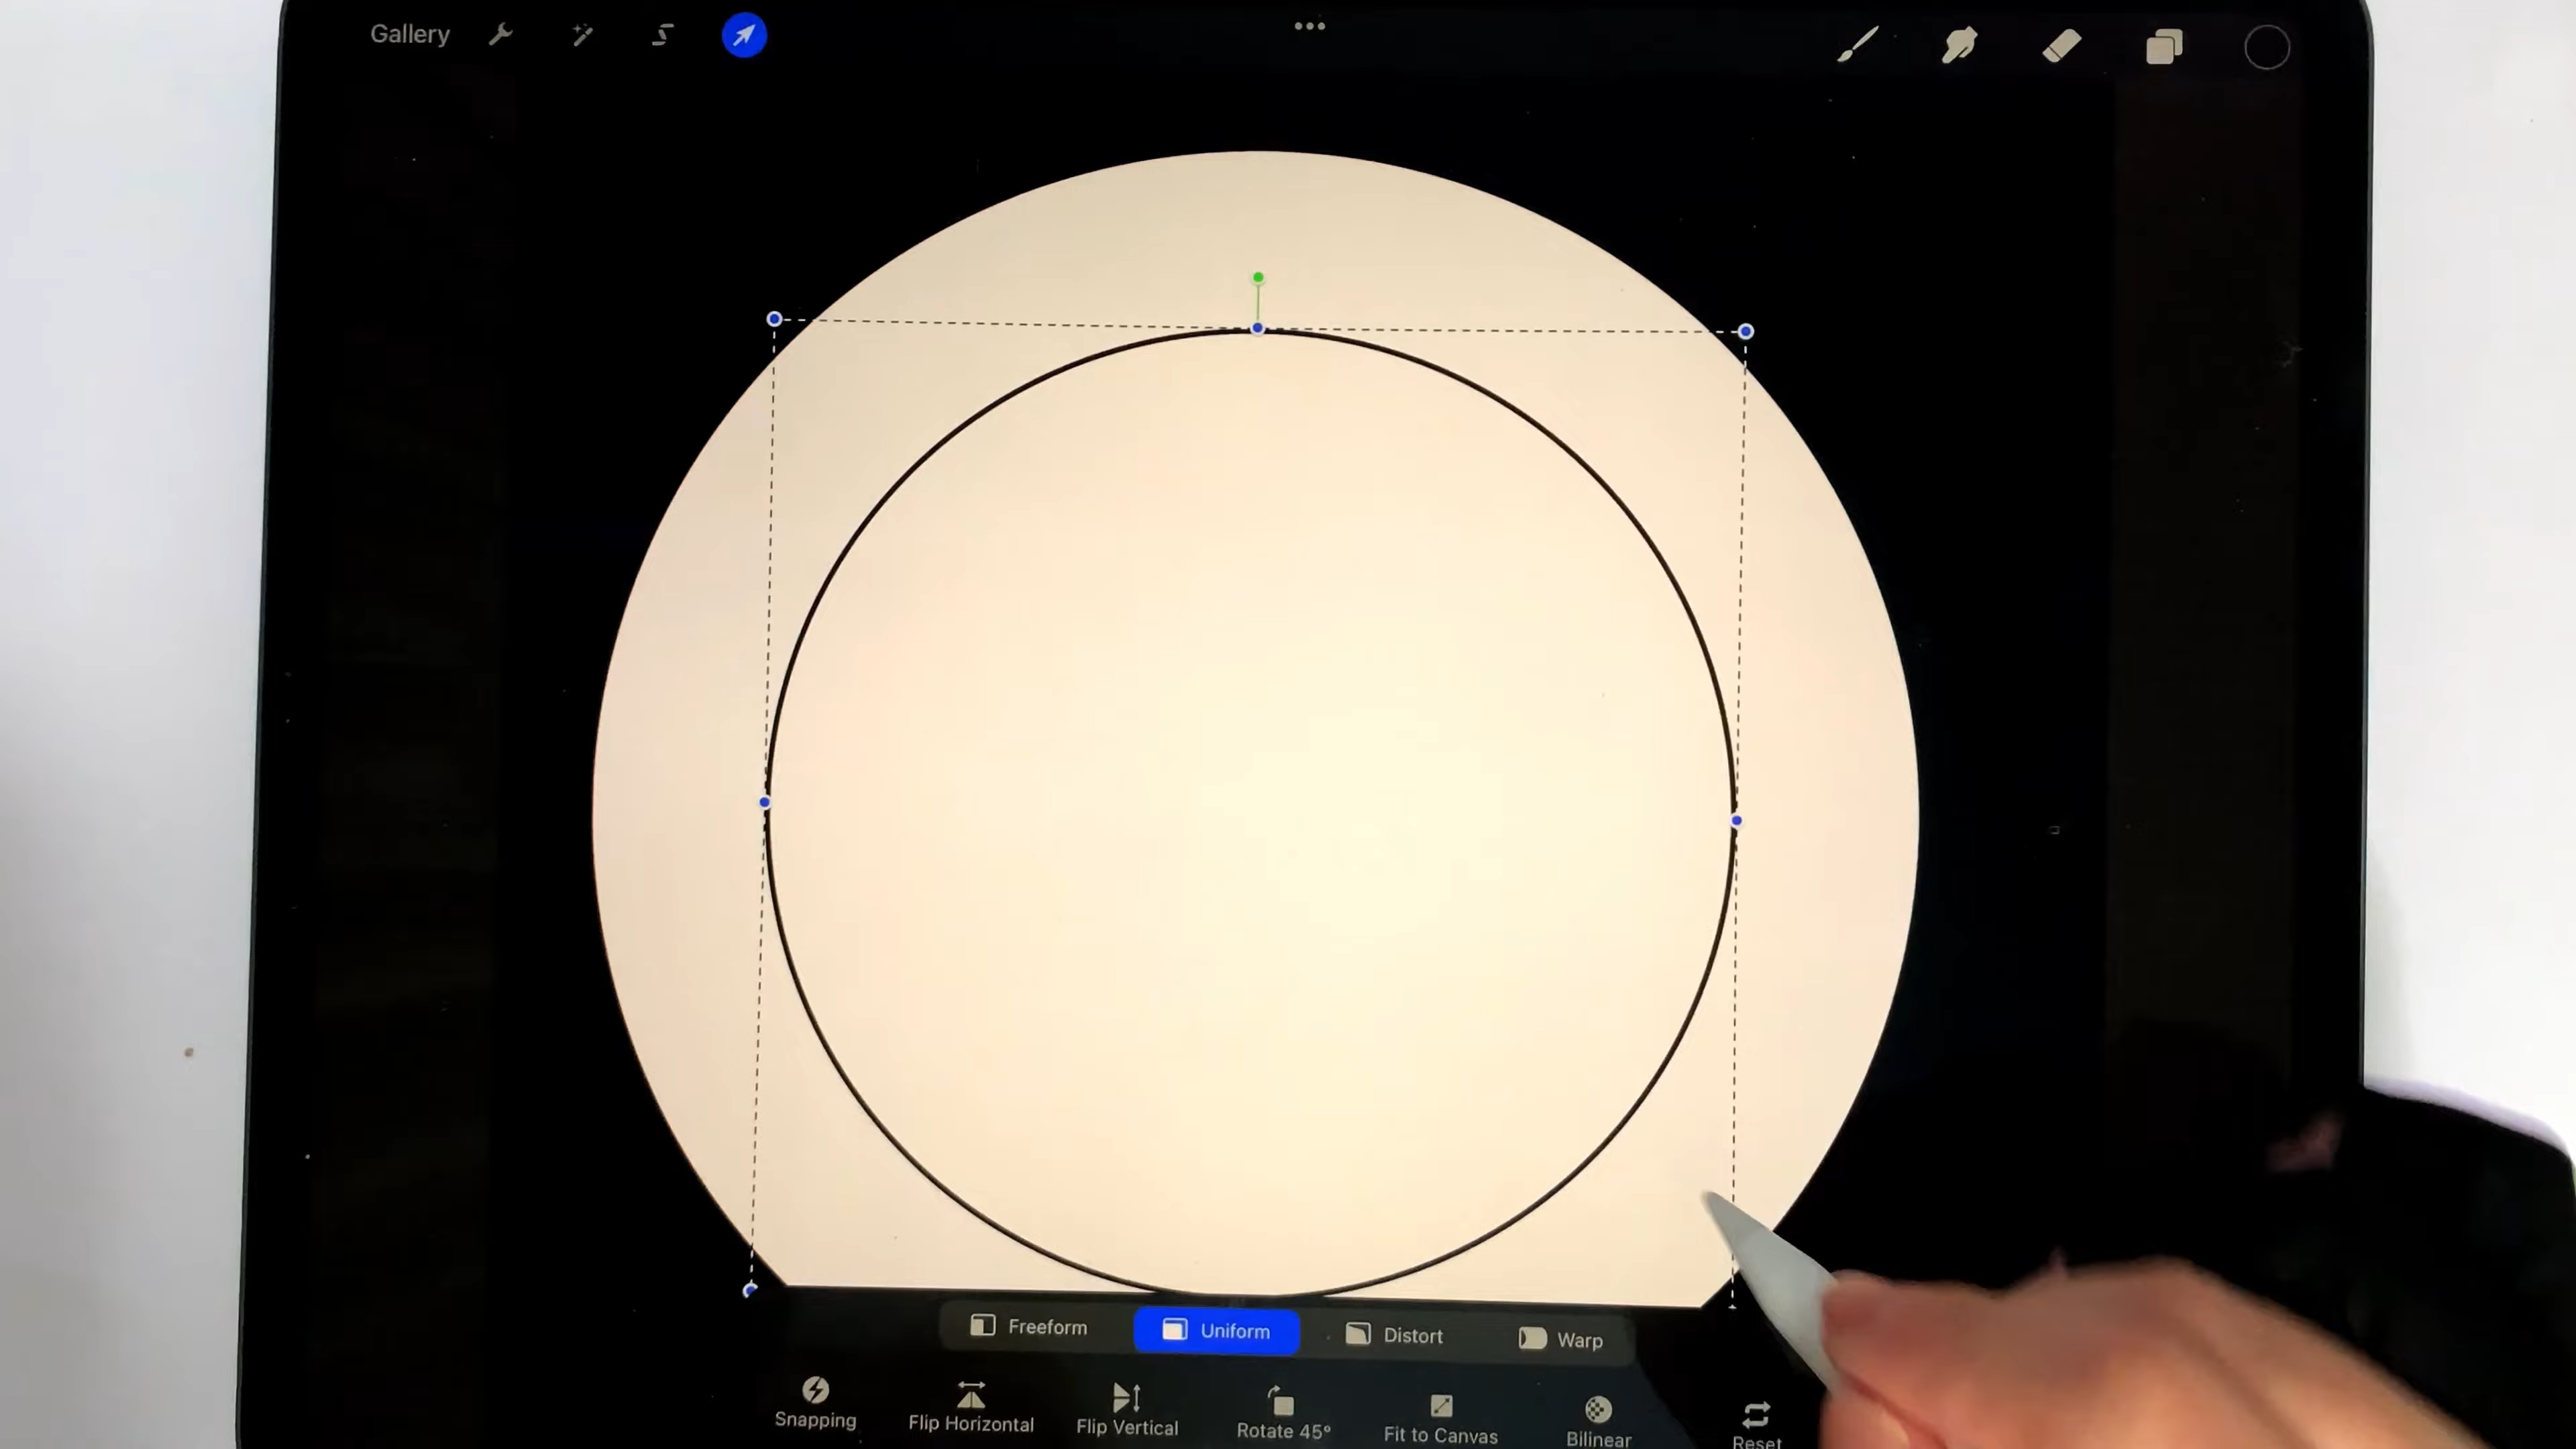 Gallery
Freeform Uniform Distort Warp
Snapping Flip Horizontal Flip Vertical Rotate 45° Fit to Canvas Bilinear Reset